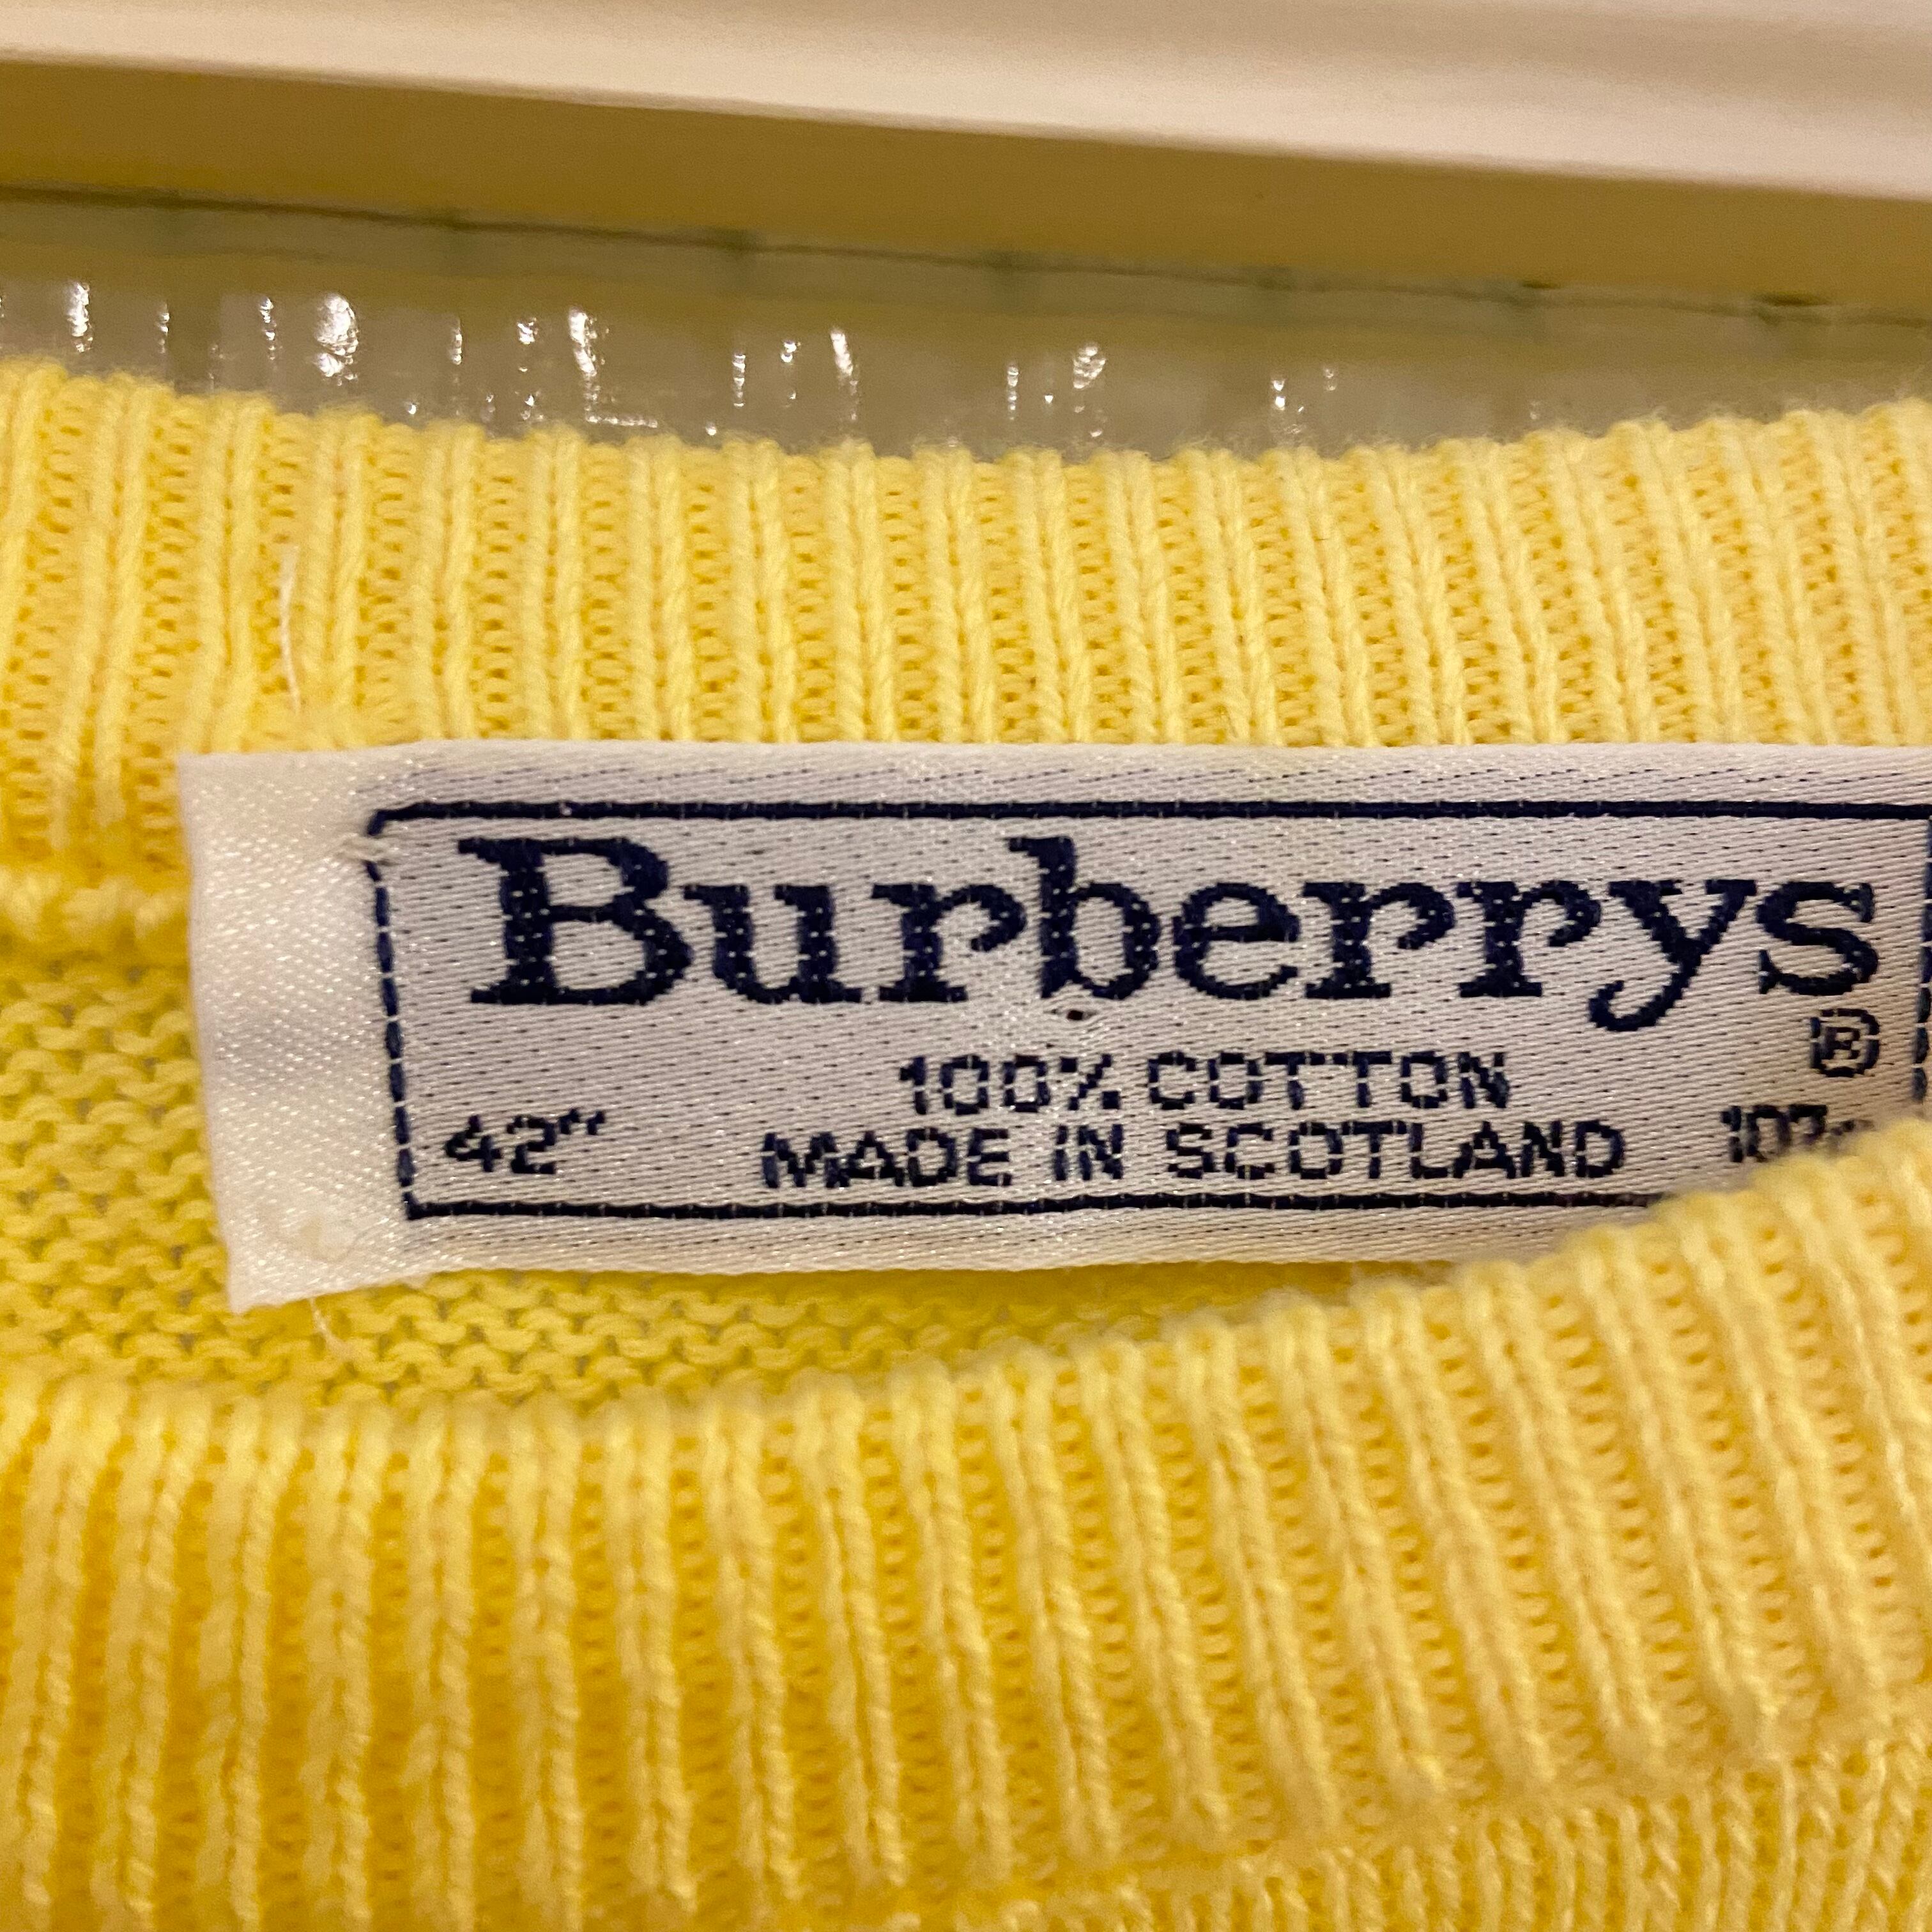 Burberrys
®
100% COTTON
42" MADE IN SCOTLAND